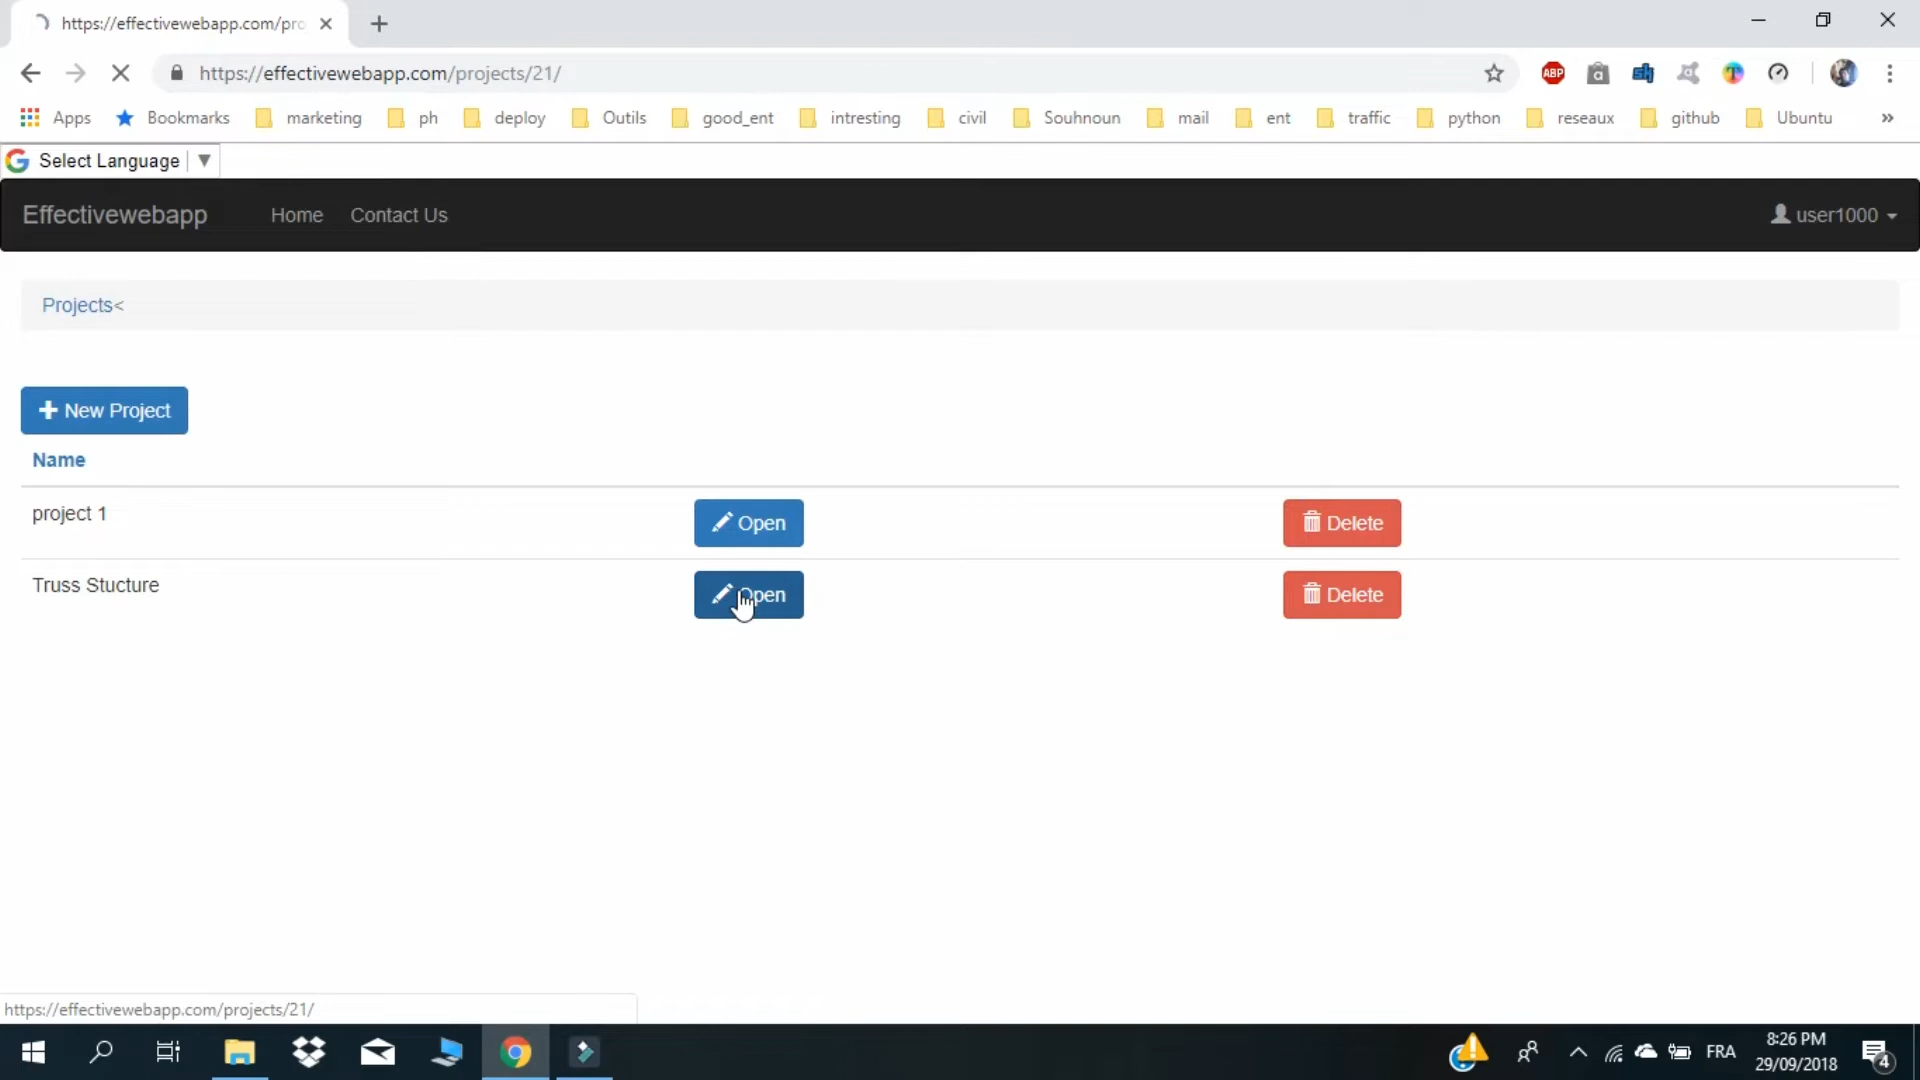 https://effectivewebapp.com/pro
https://effectivewebapp.com/projects/21/
ABP
Apps Bookmarks marketing ph deploy Outils good_ent intresting civil Souhnoun mail ent traffic python reseaux github Ubuntu »
Select Language ▼
Effectivewebapp Home Contact Us user1000
Projects<
+ New Project
Name
project 1 Open Delete
Truss Stucture Open Delete
https://effectivewebapp.com/projects/21/
FRA
8:26 PM
29/09/2018
4